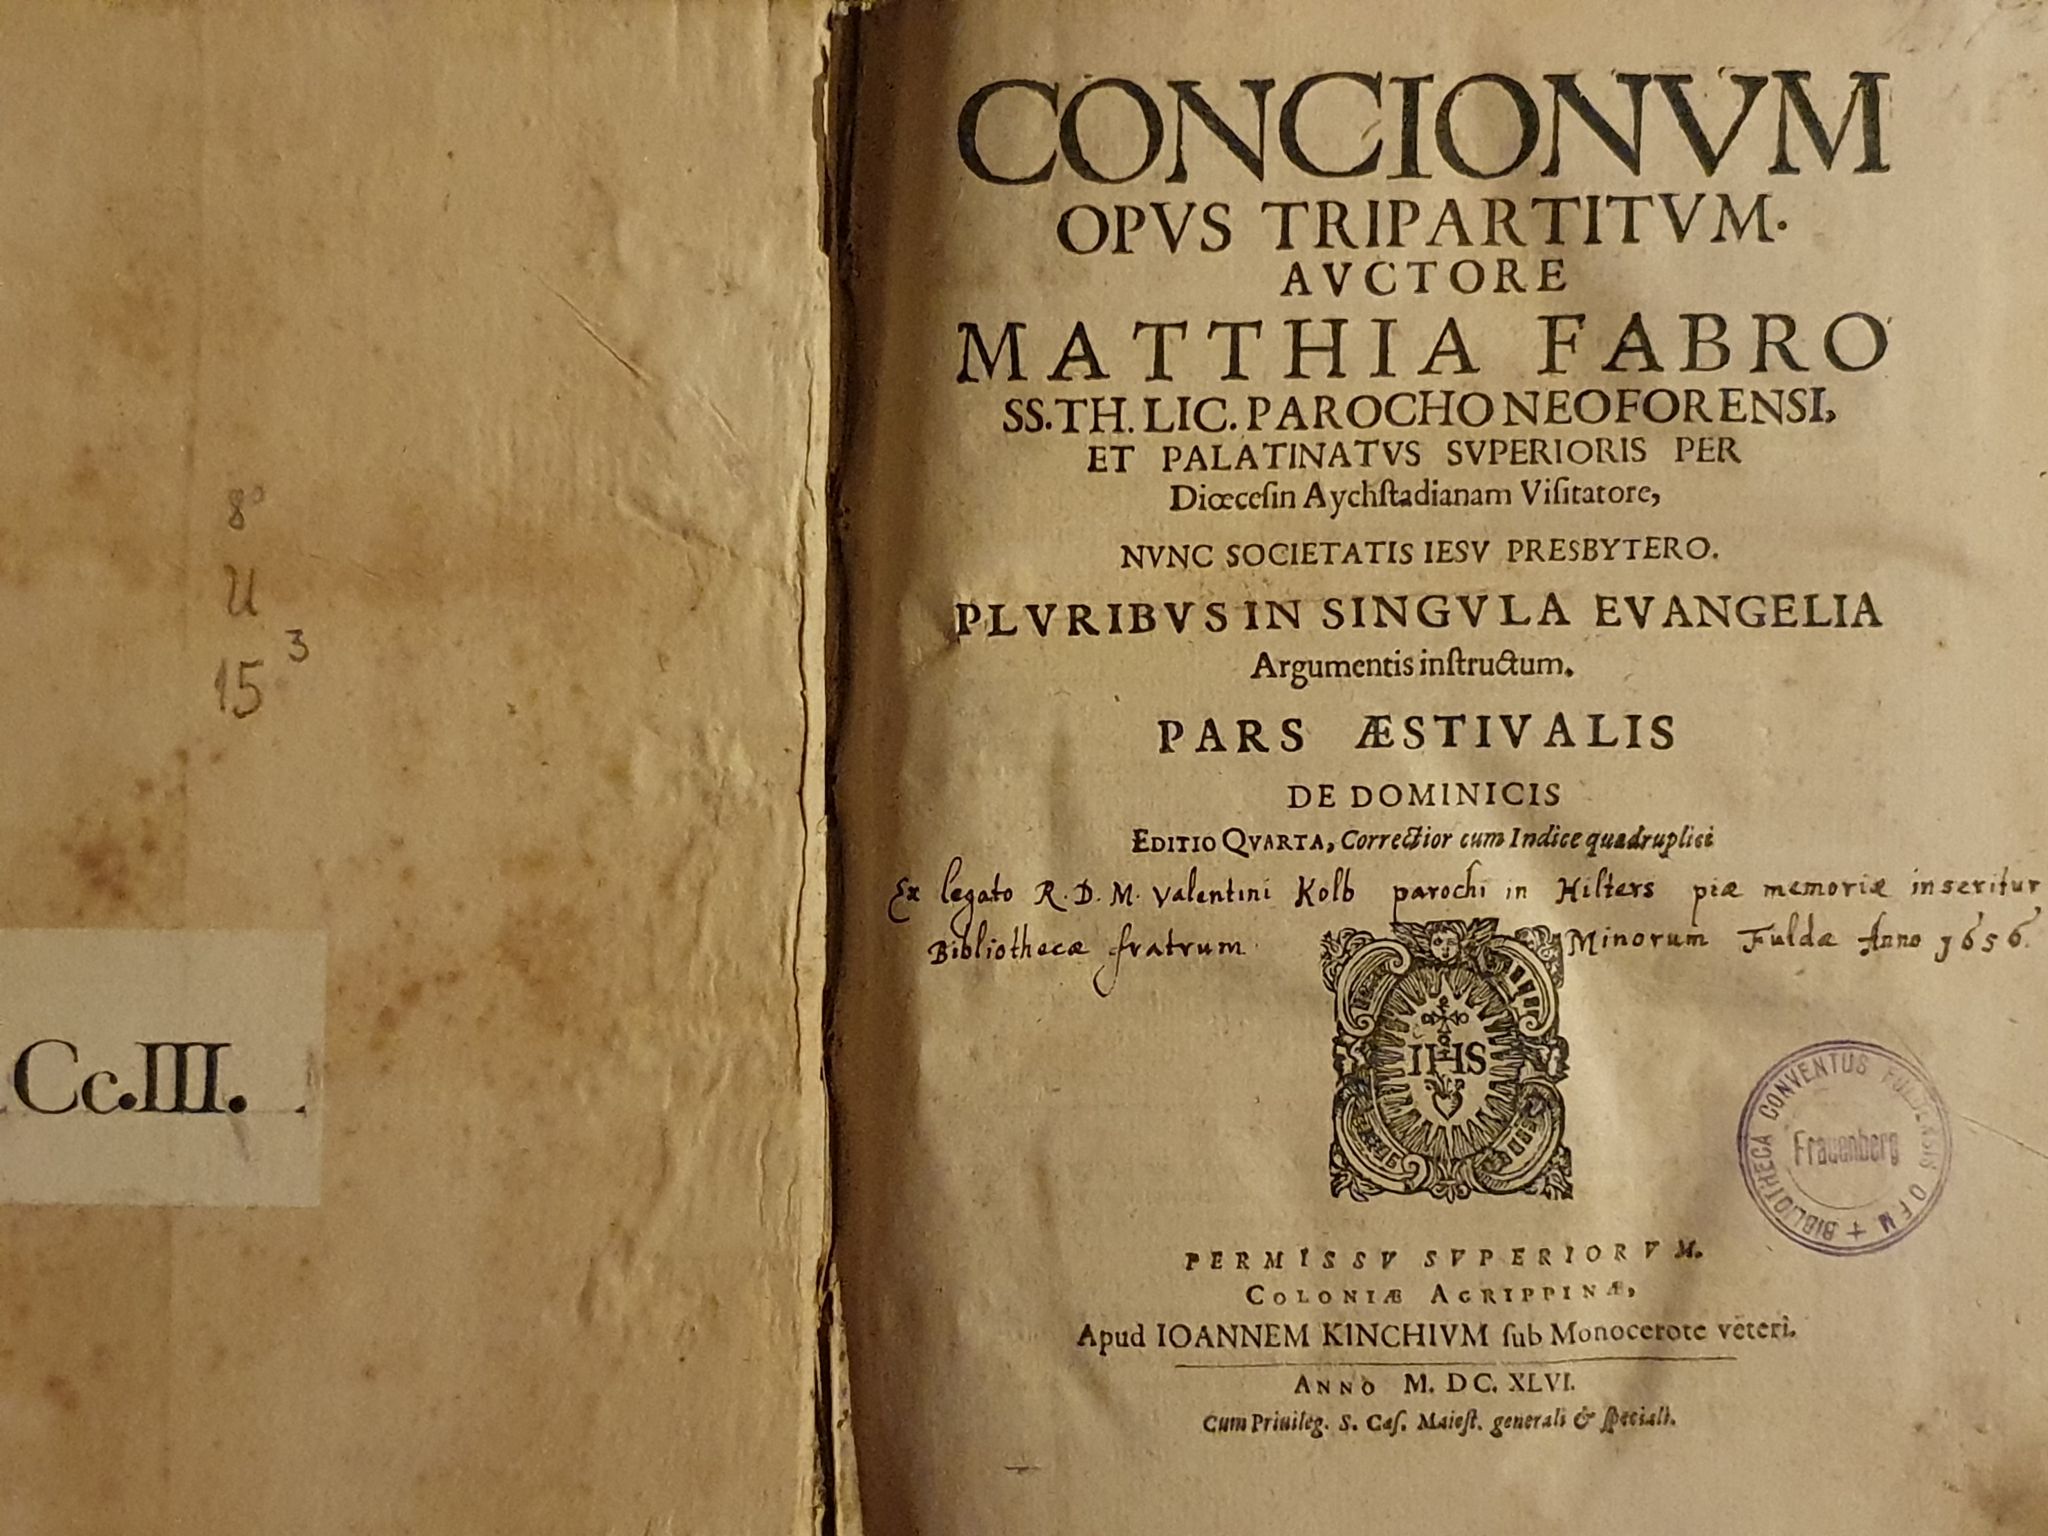 8°
U
15 3
Cc.III.
CONCIONVM
OPVS TRIPARTITVM.
AVCTORE
MATTHIA FABRO
SS. TH. LIC. PAROCHO NEOFORENSI,
ET PALATINATVS SVPERIORIS PER
Diœceſin Aychſtadianam Viſitatore,
NVNC SOCIETATIS IESV PRESBYTERO.
PLVRIBVS IN SINGVLA EVANGELIA
Argumentis inſtructum.
PARS ÆSTIVALIS
DE DOMINICIS
EDITIO QVARTA, Correctior cum Indice quadruplici
Ex legato R. D. M. Valentini Kolb parochi in Hilters piæ memoriæ inseritur
Bibliothecæ fratrum Minorum Fuldæ Anno 1656.
IHS
BIBLIOTHECA CONVENTUS FULDENSIS OFM +
Frauenberg
PERMISSV SVPERIORVM.
COLONIÆ AGRIPPINÆ,
Apud IOANNEM KINCHIVM ſub Monocerote veteri.
ANNO M. DC. XLVI.
Cum Priuileg. S. Cæſ. Maieſt. generali & ſpeciali.